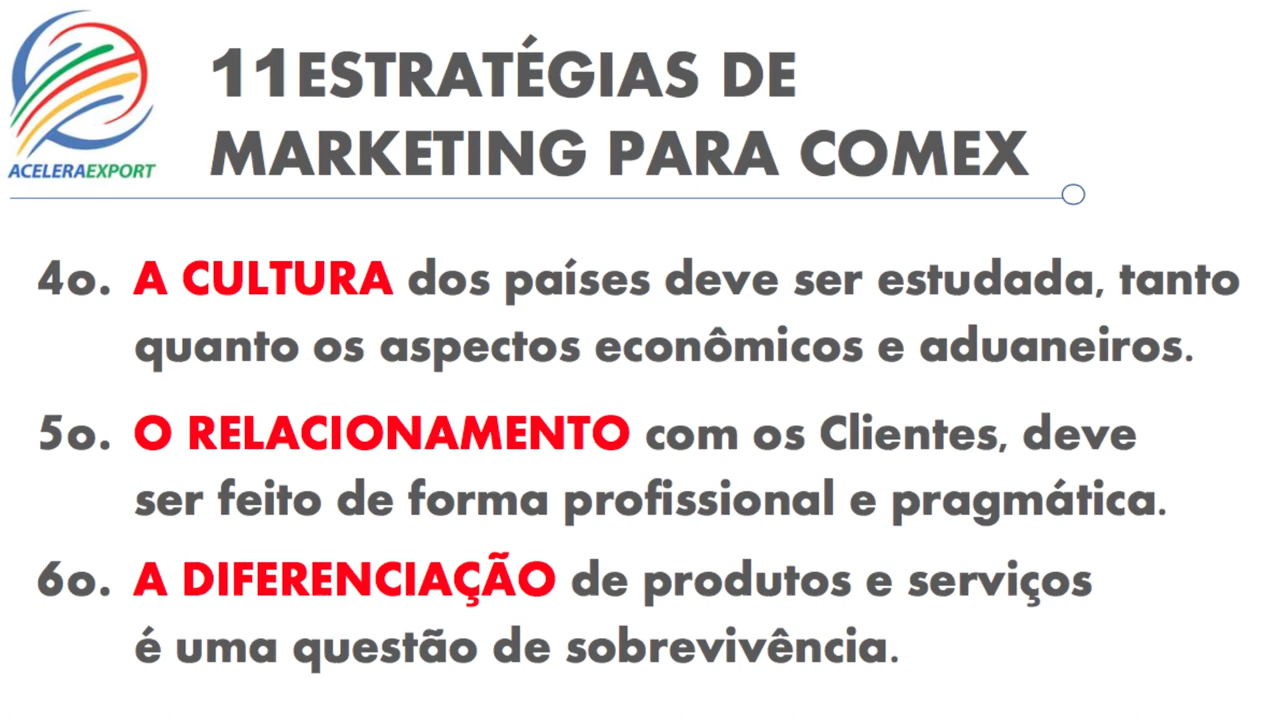 ACELERAEXPORT
11ESTRATÉGIAS DE
MARKETING PARA COMEX
4o. A CULTURA dos países deve ser estudada, tanto
quanto os aspectos econômicos e aduaneiros.
5o. O RELACIONAMENTO com os Clientes, deve
ser feito de forma profissional e pragmática.
6o. A DIFERENCIAÇÃO de produtos e serviços
é uma questão de sobrevivência.